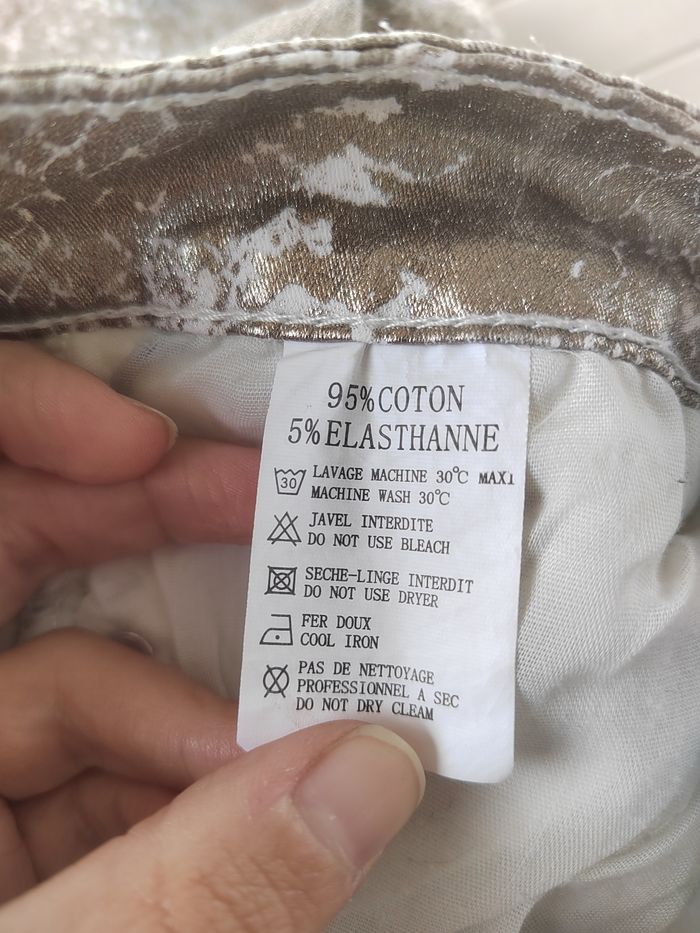 95%COTON
5%ELASTHANNE
30 LAVAGE MACHINE 30℃ MAXI
MACHINE WASH 30℃
JAVEL INTERDITE
DO NOT USE BLEACH
SECHE-LINGE INTERDIT
DO NOT USE DRYER
FER DOUX
COOL IRON
PAS DE NETTOYAGE
PROFESSIONNEL A SEC
DO NOT DRY CLEAM